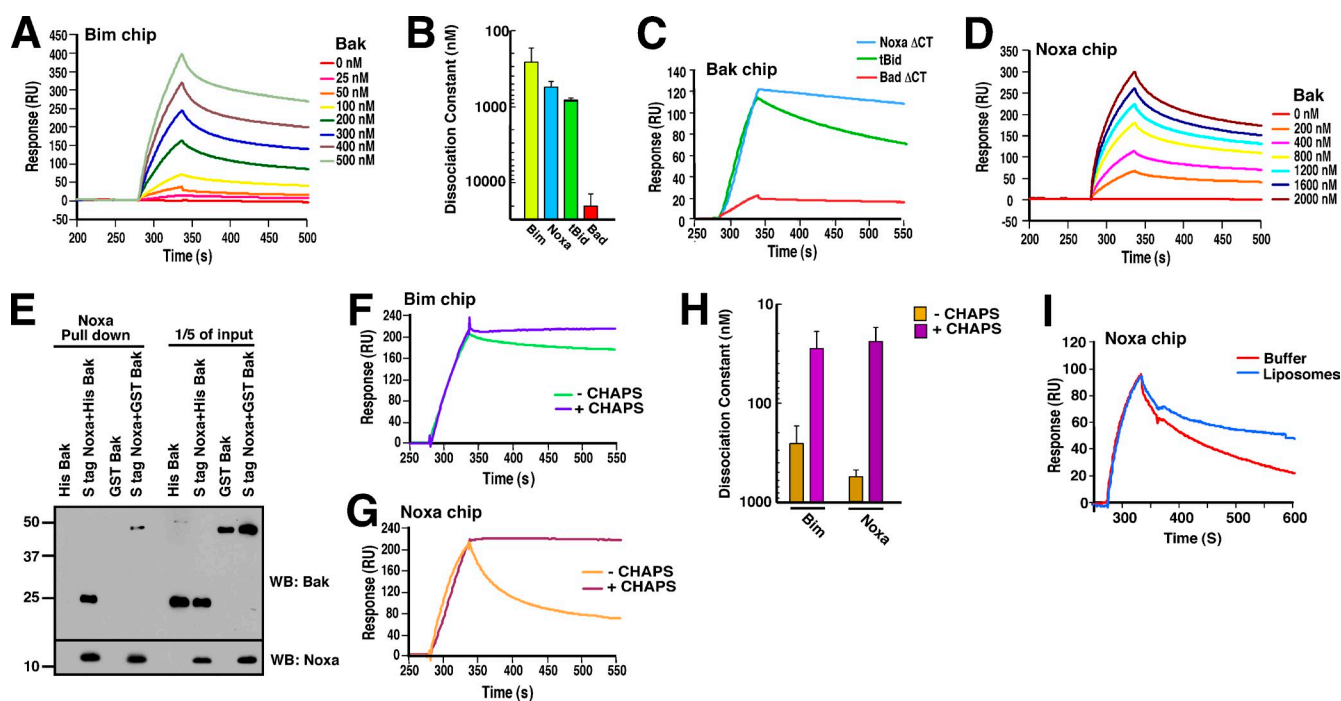 A
Bim chip
Response (RU)
450
400
350
300
250
200
150
100
50
0
-50
200 250 300 350 400 450 500
Time (s)
Bak
0 nM
25 nM
50 nM
100 nM
200 nM
300 nM
400 nM
500 nM
B
Dissociation Constant (nM)
100
1000
10000
Bim
Noxa
tBid
Bad
C
Bak chip
Noxa ΔCT
tBid
Bad ΔCT
Response (RU)
140
120
100
80
60
40
20
0
200 250 300 350 400 450 500 550
Time (s)
D
Noxa chip
Response (RU)
350
300
250
200
150
100
50
0
-50
200 250 300 350 400 450 500
Time (s)
Bak
0 nM
200 nM
400 nM
800 nM
1200 nM
1600 nM
2000 nM
E
Noxa
Pull down
1/5 of input
His Bak
S tag Noxa+His Bak
GST Bak
S tag Noxa+GST Bak
His Bak
S tag Noxa+His Bak
GST Bak
S tag Noxa+GST Bak
50
37
25
10
WB: Bak
WB: Noxa
F
Bim chip
Response (RU)
240
200
160
120
80
40
0
250 300 350 400 450 500 550
Time (s)
- CHAPS
+ CHAPS
G
Noxa chip
Response (RU)
240
200
160
120
80
40
0
250 300 350 400 450 500 550
Time (s)
- CHAPS
+ CHAPS
H
Dissociation Constant (nM)
10
100
1000
Bim
Noxa
- CHAPS
+ CHAPS
I
Noxa chip
Response (RU)
120
100
80
60
40
20
0
300 400 500 600
Time (S)
Buffer
Liposomes